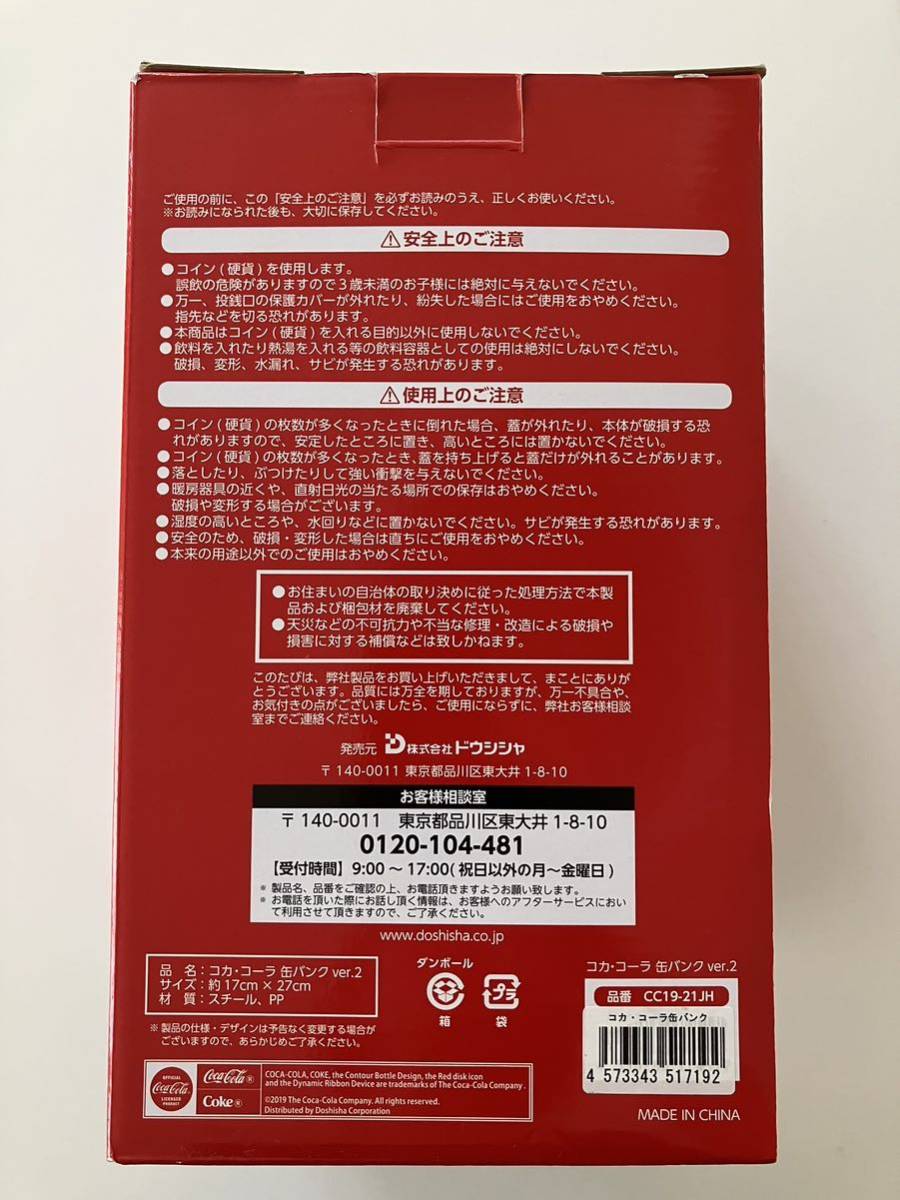 ご使用の前に、この「安全上のご注意」を必ずお読みのうえ、正しくお使いください。
※お読みになられた後も、大切に保存してください。
⚠安全上のご注意
●コイン(硬貨)を使用します。
誤飲の危険がありますので3歳未満のお子様には絶対に与えないでください。
●万一、投銭口の保護カバーが外れたり、紛失した場合にはご使用をおやめください。
指先などを切る恐れがあります。
●本商品はコイン(硬貨)を入れる目的以外に使用しないでください。
●飲料を入れたり熱湯を入れる等の飲料容器としての使用は絶対にしないでください。
破損、変形、水漏れ、サビが発生する恐れがあります。
⚠使用上のご注意
●コイン(硬貨)の枚数が多くなったときに倒れた場合、蓋が外れたり、本体が破損する恐
れがありますので、安定したところに置き、高いところには置かないでください。
●コイン(硬貨)の枚数が多くなったとき、蓋を持ち上げると蓋だけが外れることがあります。
●落としたり、ぶつけたりして強い衝撃を与えないでください。
●暖房器具の近くや、直射日光の当たる場所での保存はおやめください。
破損や変形する場合がございます。
●湿度の高いところや、水回りなどに置かないでください。サビが発生する恐れがあります。
●安全のため、破損・変形した場合は直ちにご使用をおやめください。
●本来の用途以外でのご使用はおやめください。
●お住まいの自治体の取り決めに従った処理方法で本製
品および梱包材を廃棄してください。
●天災などの不可抗力や不当な修理・改造による破損や
損害に対する補償などは致しかねます。
このたびは、弊社製品をお買い上げいただきまして、まことにありが
とうございます。品質には万全を期しておりますが、万一不具合や、
お気付きの点がございましたら、ご使用にならずに、弊社お客様相談
室までご連絡ください。
発売元 株式会社ドウシシャ
〒140-0011 東京都品川区東大井1-8-10
お客様相談室
〒140-0011 東京都品川区東大井1-8-10
0120-104-481
【受付時間】9:00～17:00(祝日以外の月～金曜日)
※ 製品名、品番をご確認の上、お電話頂きますようお願い致します。
※ お電話を頂いた際にお話し頂く情報は、お客様へのアフターサービスにおい
て利用させて頂きますので、ご了承ください。
www.doshisha.co.jp
品 名：コカ・コーラ 缶バンク ver.2
サイズ：約17cm×27cm
材 質：スチール、PP
※製品の仕様・デザインは予告なく変更する場合が
ございますので、あらかじめご了承ください。
ダンボール
箱
プラ
袋
コカ・コーラ 缶バンク ver.2
品番 CC19-21JH
コカ・コーラ缶バンク
4 573343 517192
MADE IN CHINA
OFFICIAL
Coca-Cola
LICENSED
PRODUCT
Coca-Cola®
Coke®
COCA-COLA, COKE, the Contour Bottle Design, the Red disk icon
and the Dynamic Ribbon Device are trademarks of The Coca-Cola Company.
©2019 The Coca-Cola Company. All rights reserved.
Distributed by Doshisha Corporation